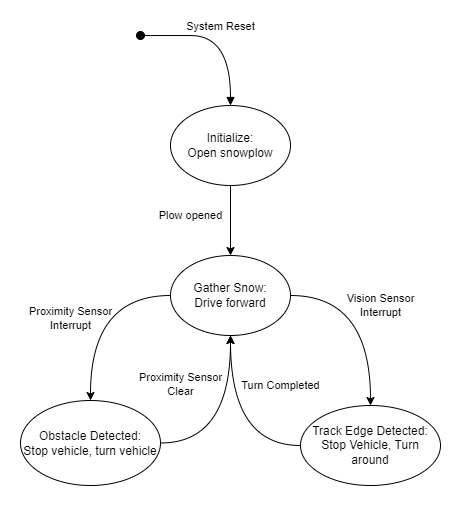 System Reset
Initialize:
Open snowplow
Plow opened
Gather Snow:
Drive forward
Proximity Sensor
Interrupt
Vision Sensor
Interrupt
Proximity Sensor
Clear
Turn Completed
Obstacle Detected:
Stop vehicle, turn vehicle
Track Edge Detected:
Stop Vehicle, Turn
around